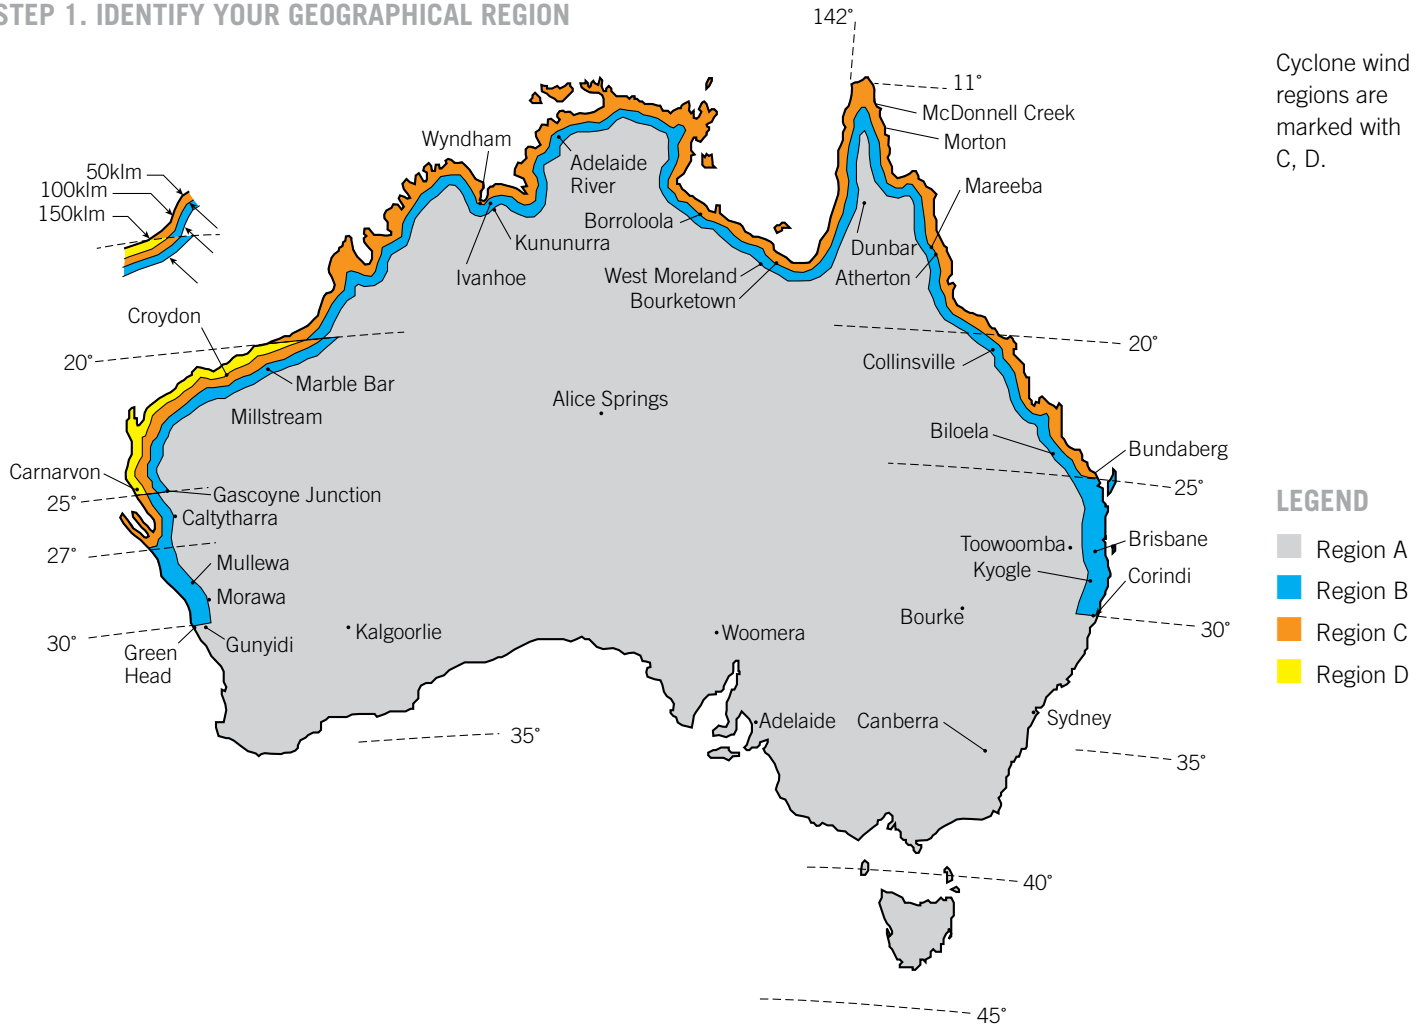 STEP 1. IDENTIFY YOUR GEOGRAPHICAL REGION
142°
Cyclone wind
regions are
marked with
C, D.
11°
McDonnell Creek
Morton
Wyndham
Adelaide
River
50klm
100klm
150klm
Mareeba
Borroloola
Kununurra
Dunbar
Ivanhoe
West Moreland
Atherton
Bourketown
Croydon
20°
20°
Collinsville
Marble Bar
Alice Springs
Millstream
Biloela
Bundaberg
Carnarvon
25°
Gascoyne Junction
25°
Caltytharra
LEGEND
Region A
Region B
Region C
Region D
27°
Toowoomba
Brisbane
Mullewa
Kyogle
Corindi
Morawa
Bourke
30°
30°
Kalgoorlie
Woomera
Green
Head
Gunyidi
Adelaide
Canberra
Sydney
35°
35°
40°
45°